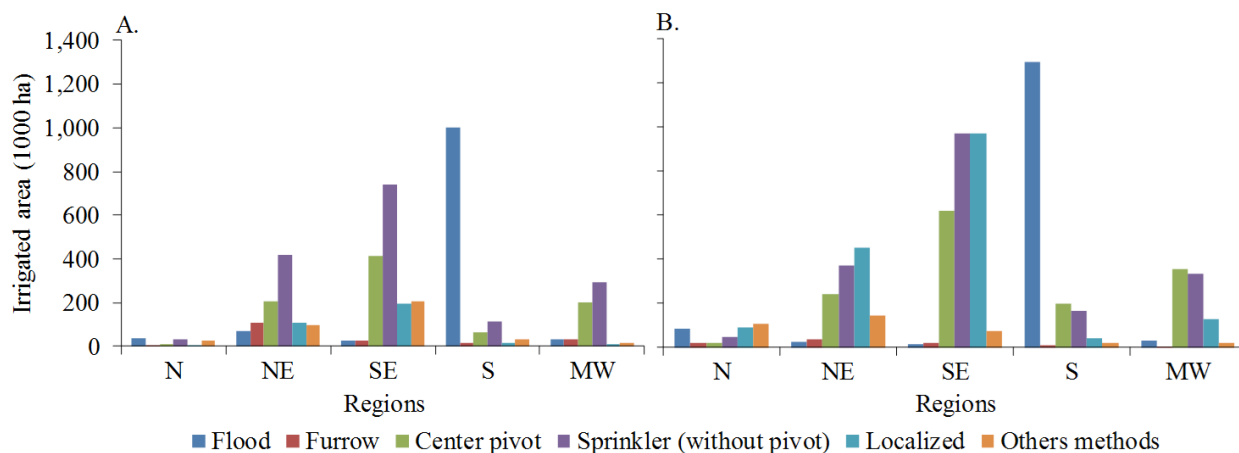 A.
B.
1,400
1,200
1,000
800
600
400
200
0
Irrigated area (1000 ha)
N NE SE S MW
N NE SE S MW
Regions
Regions
Flood Furrow Center pivot Sprinkler (without pivot) Localized Others methods